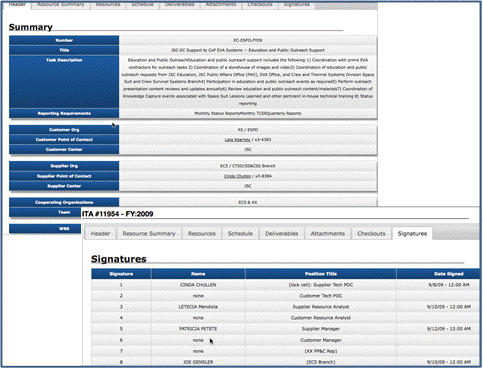 Header Resource Summary Resources Schedule Deliverables Attachments Checkouts Signatures
Summary
Number EC-ESPO-FY09
Title JSC-EC Support to CxP EVA Systems -- Education and Public Outreach Support
Task Description Education and Public OutreachEducation and public outreach support includes the following: 1) Coordination with prime EVA
contractors for outreach tasks 2) Coordination of a storehouse of images and video3) Coordination of education and public
outreach requests from JSC Education, JSC Public Affairs Office (PAO), EVA Office, and Crew and Thermal Systems Division Space
Suit and Crew Survival Systems Branch4) Participation in education and public outreach events as required5) Perform outreach
presentation content reviews and updates annually6) Review education and public outreach content/materials7) Coordination of
Knowledge Capture events associated with Space Suit Lessons Learned and other pertinent in-house technical training 8) Status
reporting
Reporting Requirements Monthly Status ReportsMonthly TCSRQuarterly Reports
Customer Org XX / ESPO
Customer Point of Contact Lara Kearney / x3-4363
Customer Center JSC
Supplier Org EC5 / CTSD/SS&CSS Branch
Supplier Point of Contact Cinda Chullen / x3-8384
Supplier Center JSC
Cooperating Organizations EC5 & XX
Team
WBS
ITA #11954 - FY:2009
Header Resource Summary Resources Schedule Deliverables Attachments Checkouts Signatures
Signatures
Signature Name Position Title Date Signed
1 CINDA CHULLEN (lock cell): Supplier Tech POC 9/8/09 - 12:00 AM
2 none Customer Tech POC
3 LETECIA Mendiola Supplier Resource Analyst 9/10/09 - 12:00 AM
4 none Customer Resource Analyst
5 PATRICIA PETETE Supplier Manager 9/12/09 - 12:00 AM
6 none Customer Manager
7 none (XX PP&C Rep)
8 JOE GENSLER (EC5 Branch) 9/10/09 - 12:00 AM